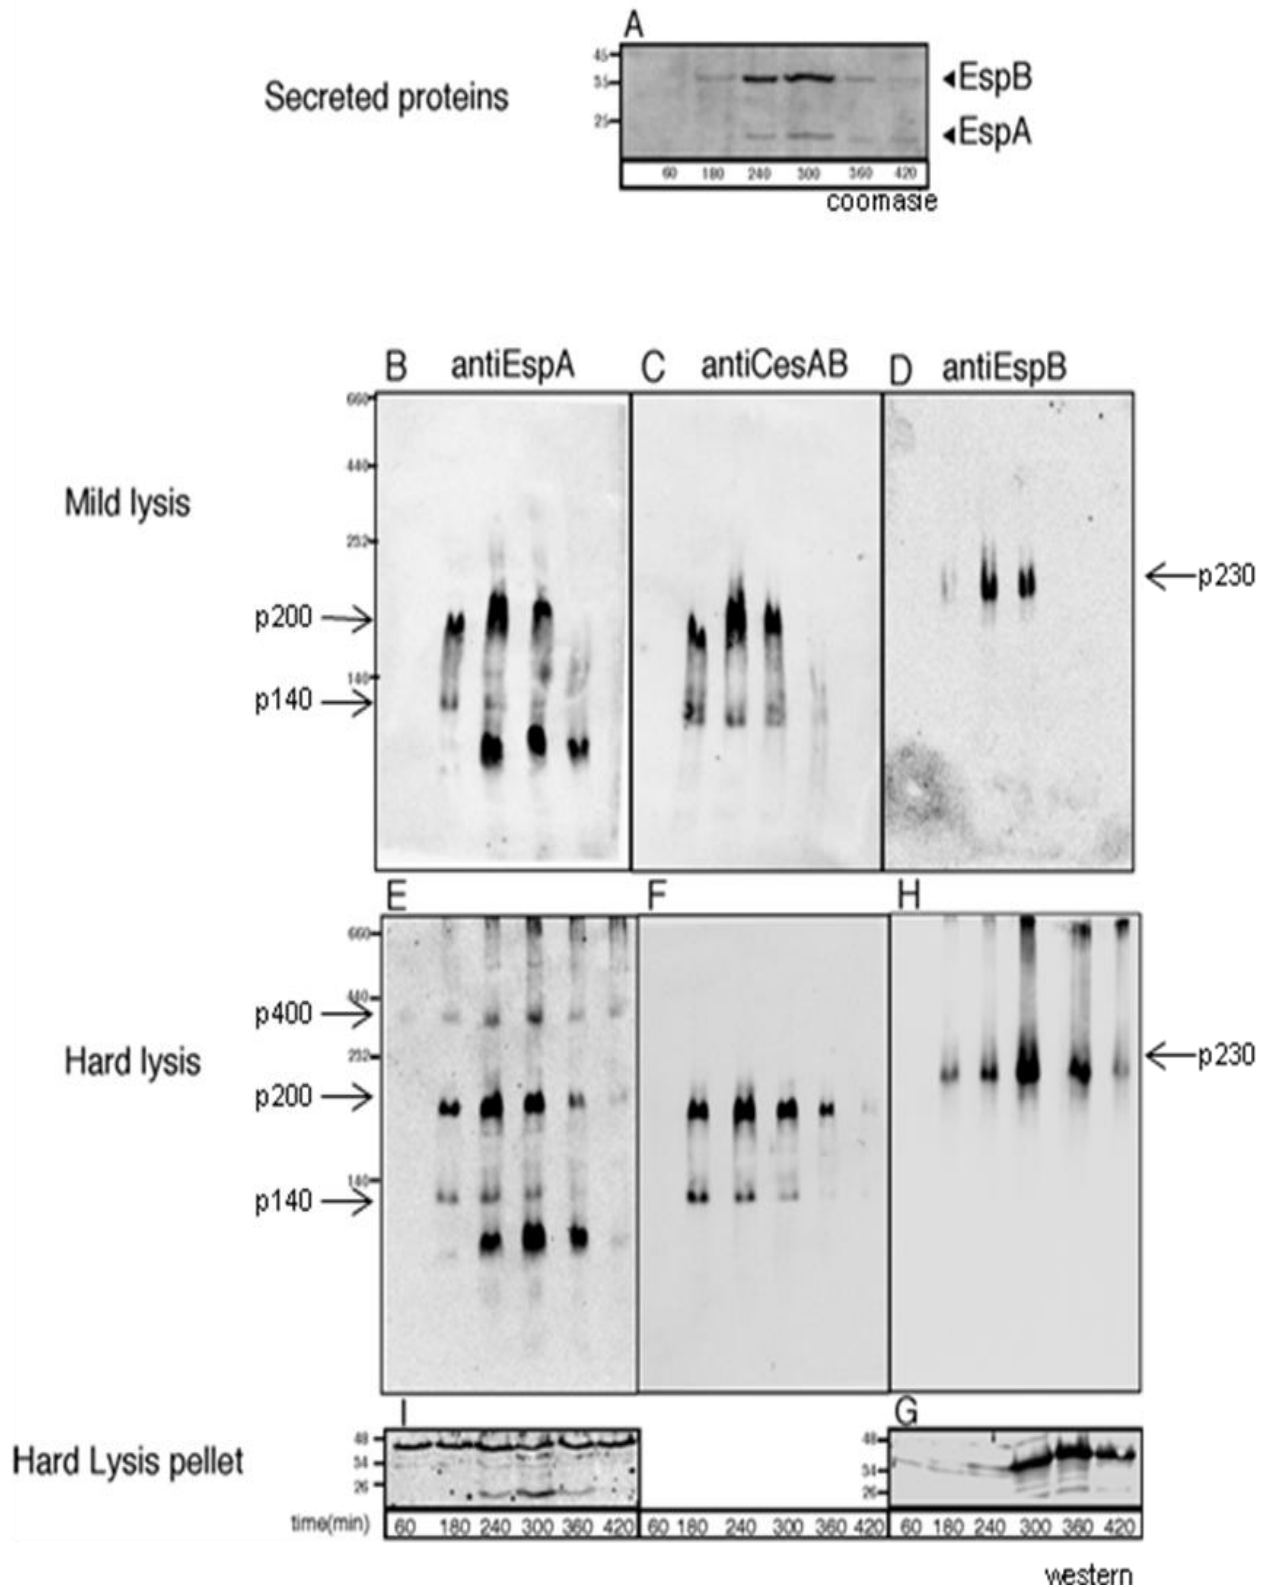 A
Secreted proteins
45
35
25
EspB
EspA
60 180 240 300 360 420
coomasie
B antiEspA C antiCesAB D antiEspB
660
440
Mild lysis
252
p230
p200
140
p140
E F H
660
440
p400
252
p230
Hard lysis
p200
140
p140
I G
48 48
Hard Lysis pellet
34 34
26 26
time(min) 60 180 240 300 360 420 60 180 240 300 360 420 60 180 240 300 360 420
western